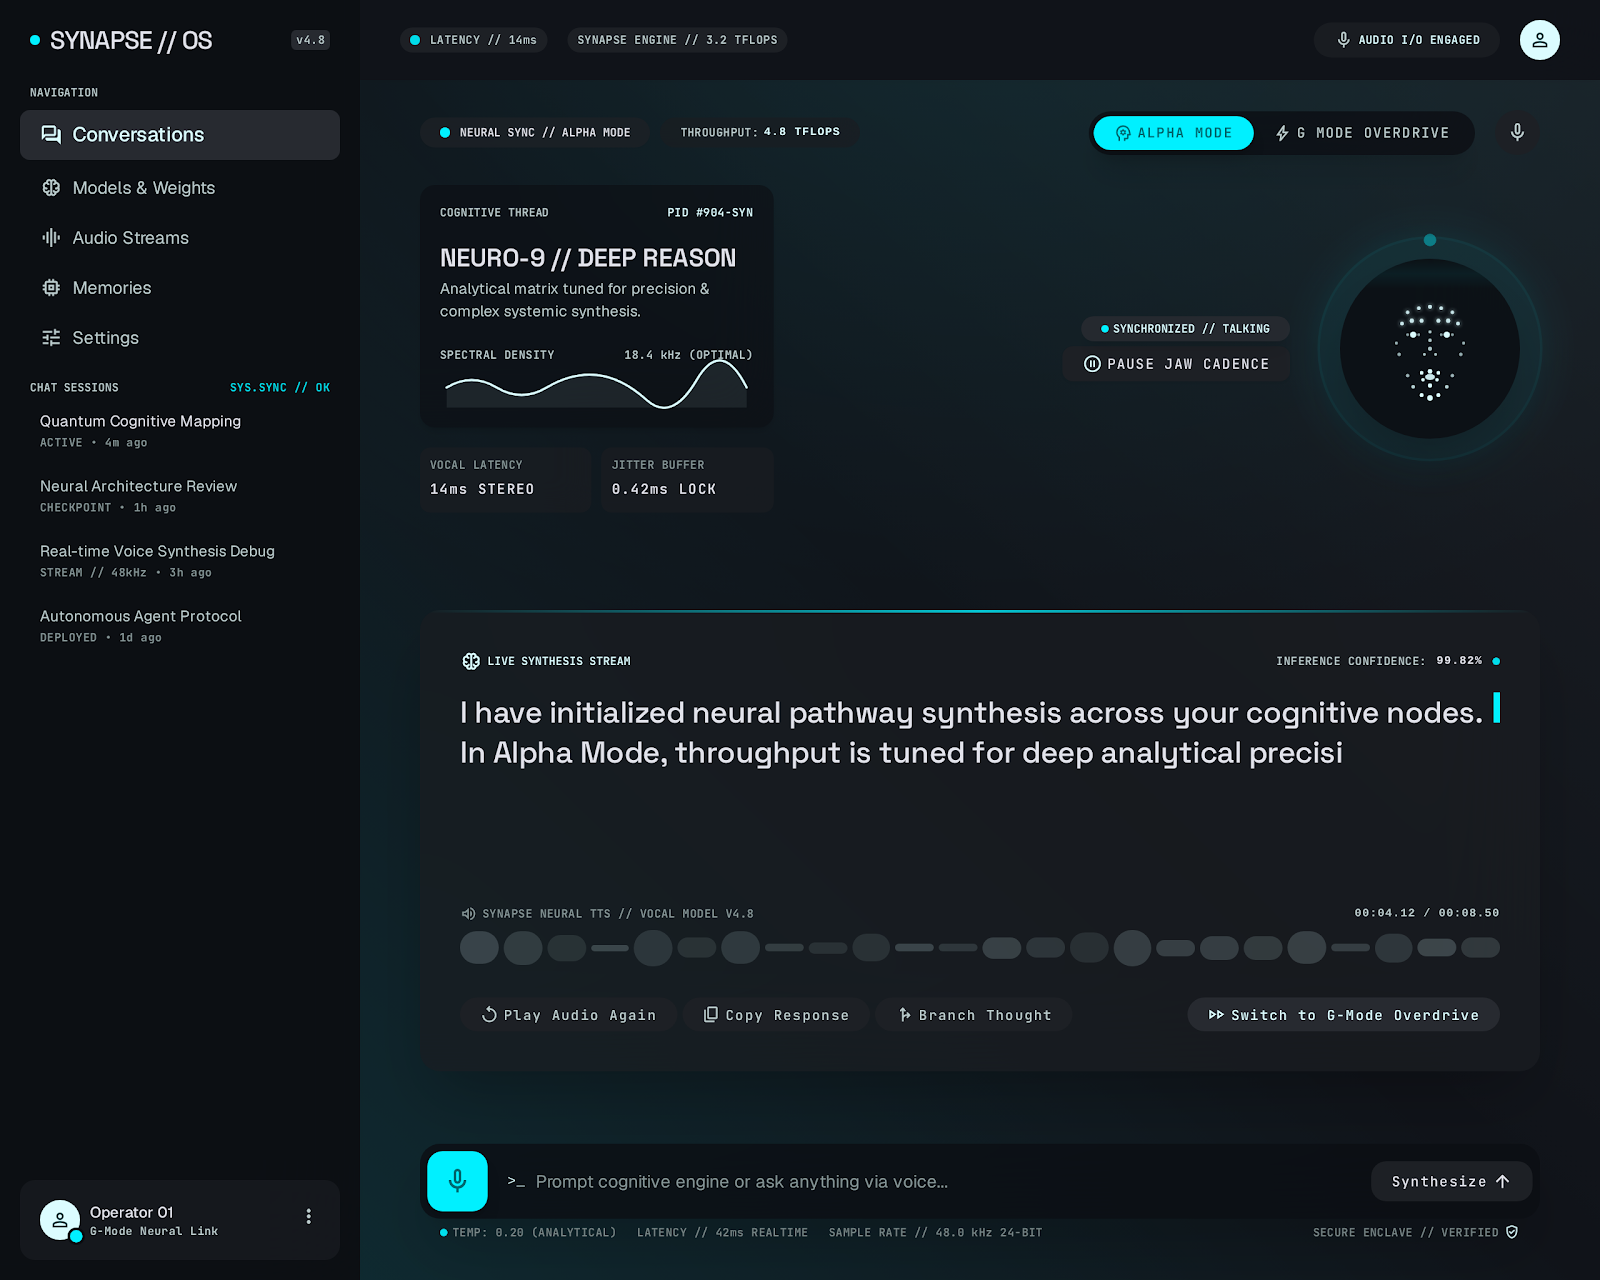 SYNAPSE // OS
v4.8
NAVIGATION
Conversations
Models & Weights
Audio Streams
Memories
Settings
CHAT SESSIONS
SYS.SYNC // OK
Quantum Cognitive Mapping
ACTIVE • 4m ago
Neural Architecture Review
CHECKPOINT • 1h ago
Real-time Voice Synthesis Debug
STREAM // 48kHz • 3h ago
Autonomous Agent Protocol
DEPLOYED • 1d ago
Operator 01
G-Mode Neural Link
LATENCY // 14ms
SYNAPSE ENGINE // 3.2 TFLOPS
AUDIO I/O ENGAGED
NEURAL SYNC // ALPHA MODE
THROUGHPUT: 4.8 TFLOPS
ALPHA MODE
G MODE OVERDRIVE
COGNITIVE THREAD
PID #904-SYN
NEURO-9 // DEEP REASON
Analytical matrix tuned for precision &
complex systemic synthesis.
SPECTRAL DENSITY
18.4 kHz (OPTIMAL)
VOCAL LATENCY
14ms STEREO
JITTER BUFFER
0.42ms LOCK
SYNCHRONIZED // TALKING
PAUSE JAW CADENCE
LIVE SYNTHESIS STREAM
INFERENCE CONFIDENCE: 99.82%
I have initialized neural pathway synthesis across your cognitive nodes.
In Alpha Mode, throughput is tuned for deep analytical precisi
SYNAPSE NEURAL TTS // VOCAL MODEL V4.8
00:04.12 / 00:08.50
Play Audio Again
Copy Response
Branch Thought
Switch to G-Mode Overdrive
>_ Prompt cognitive engine or ask anything via voice...
Synthesize
TEMP: 0.20 (ANALYTICAL)
LATENCY // 42ms REALTIME
SAMPLE RATE // 48.0 kHz 24-BIT
SECURE ENCLAVE // VERIFIED